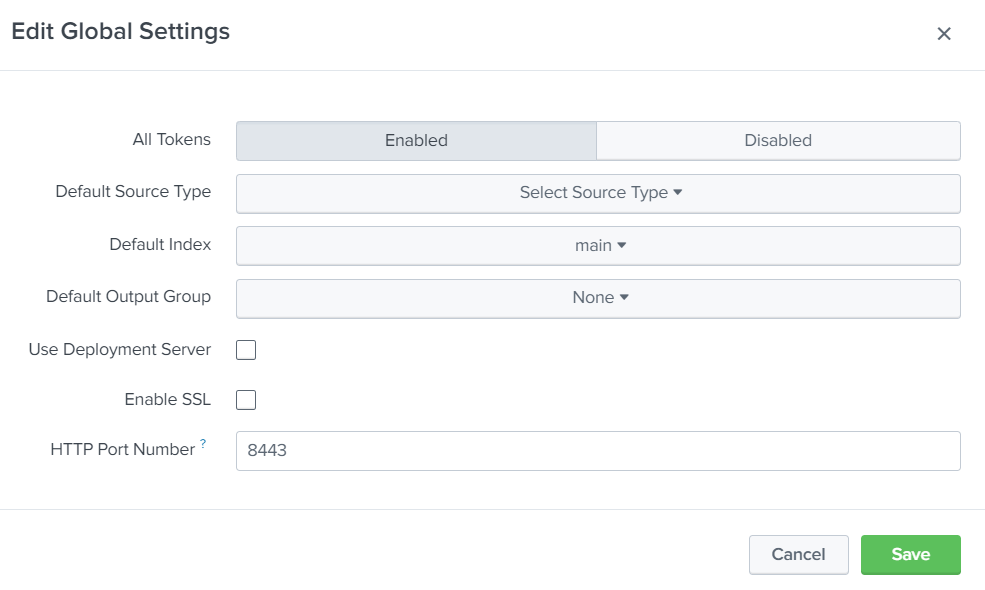 Edit Global Settings
All Tokens
Enabled
Disabled
Default Source Type
Select Source Type
Default Index
main
Default Output Group
None
Use Deployment Server
Enable SSL
HTTP Port Number ?
8443
Cancel
Save